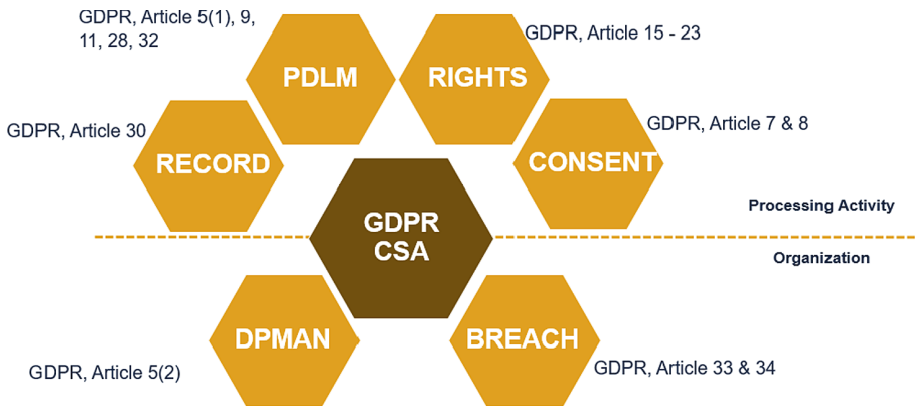 GDPR, Article 5(1), 9,
11, 28, 32
GDPR, Article 15 - 23
PDLM
RIGHTS
GDPR, Article 30
GDPR, Article 7 & 8
RECORD
CONSENT
Processing Activity
GDPR
CSA
Organization
DPMAN
BREACH
GDPR, Article 5(2)
GDPR, Article 33 & 34